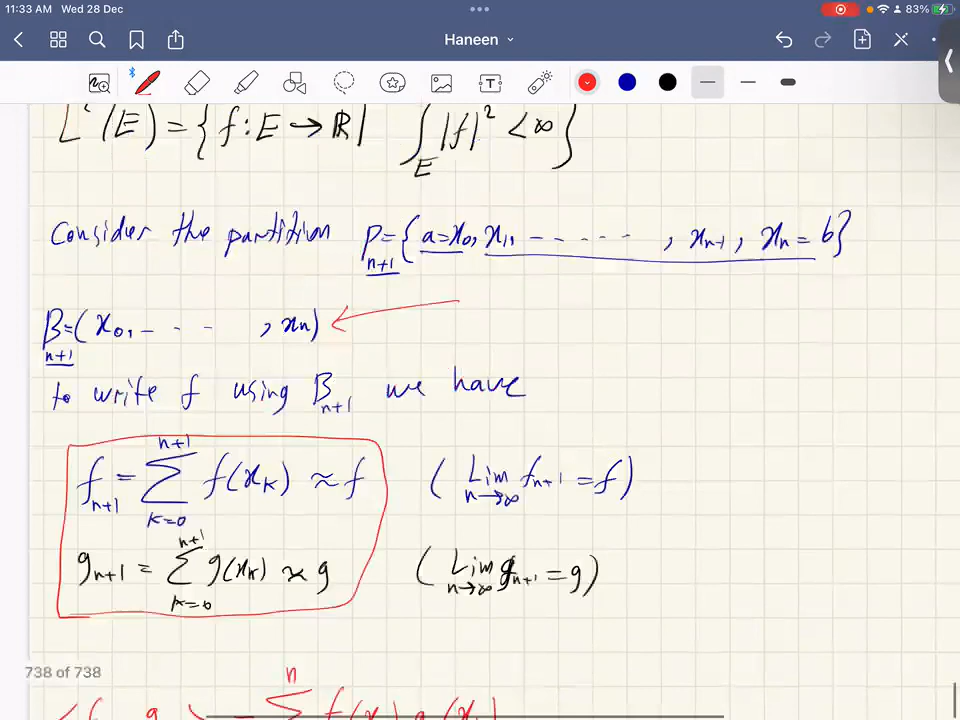 11:33 AM Wed 28 Dec
83%
Haneen
L²(E) = { f : E → ℝ | ∫_E |f|² < ∞ }
Consider the partition P_{n+1} = { a = x₀, x₁, - - - - - - , x_{n-1}, x_n = b }
B_{n+1} = ( x₀, - - - , x_n )
to write f using B_{n+1} we have
f_{n+1} = ∑_{k=0}^{n+1} f(x_k) ≈ f ( Lim_{n→∞} f_{n+1} = f )
g_{n+1} = ∑_{k=0}^{n+1} g(x_k) ≈ g ( Lim_{n→∞} g_{n+1} = g )
738 of 738